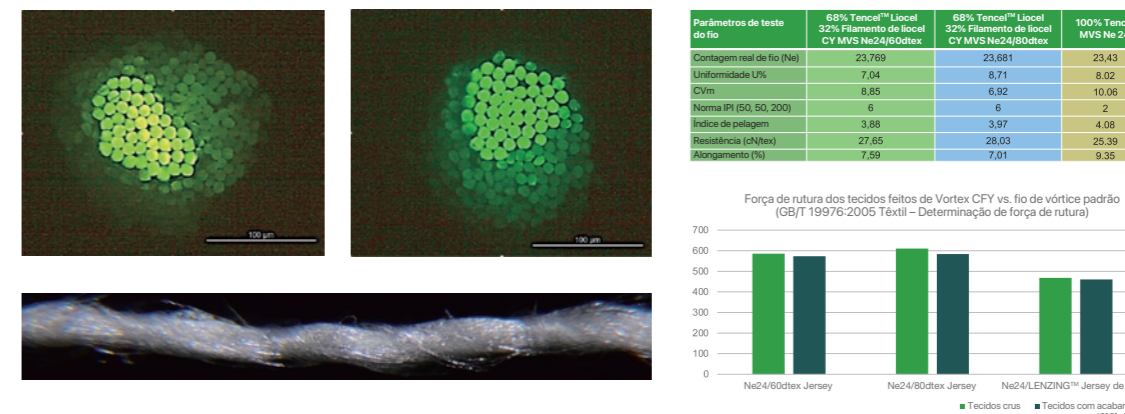 100 µm
100 µm
Parâmetros de teste do fio
68% Tencel™ Liocel
32% Filamento de liocel
CY MVS Ne24/60dtex
68% Tencel™ Liocel
32% Filamento de liocel
CY MVS Ne24/80dtex
100% Tenc
MVS Ne 24
Contagem real de fio (Ne) 23,769 23,681 23,43
Uniformidade U% 7,04 8,71 8.02
CVm 8,85 6,92 10.06
Norma IPI (50, 50, 200) 6 6 2
Índice de pelagem 3,88 3,97 4.08
Resistência (cN/tex) 27,65 28,03 25.39
Alongamento (%) 7,59 7,01 9.35
Força de rutura dos tecidos feitos de Vortex CFY vs. fio de vórtice padrão
(GB/T 19976:2005 Têxtil – Determinação de força de rutura)
700
600
500
400
300
200
100
0
Ne24/60dtex Jersey Ne24/80dtex Jersey Ne24/LENZING™ Jersey de
Tecidos crus Tecidos com acabar